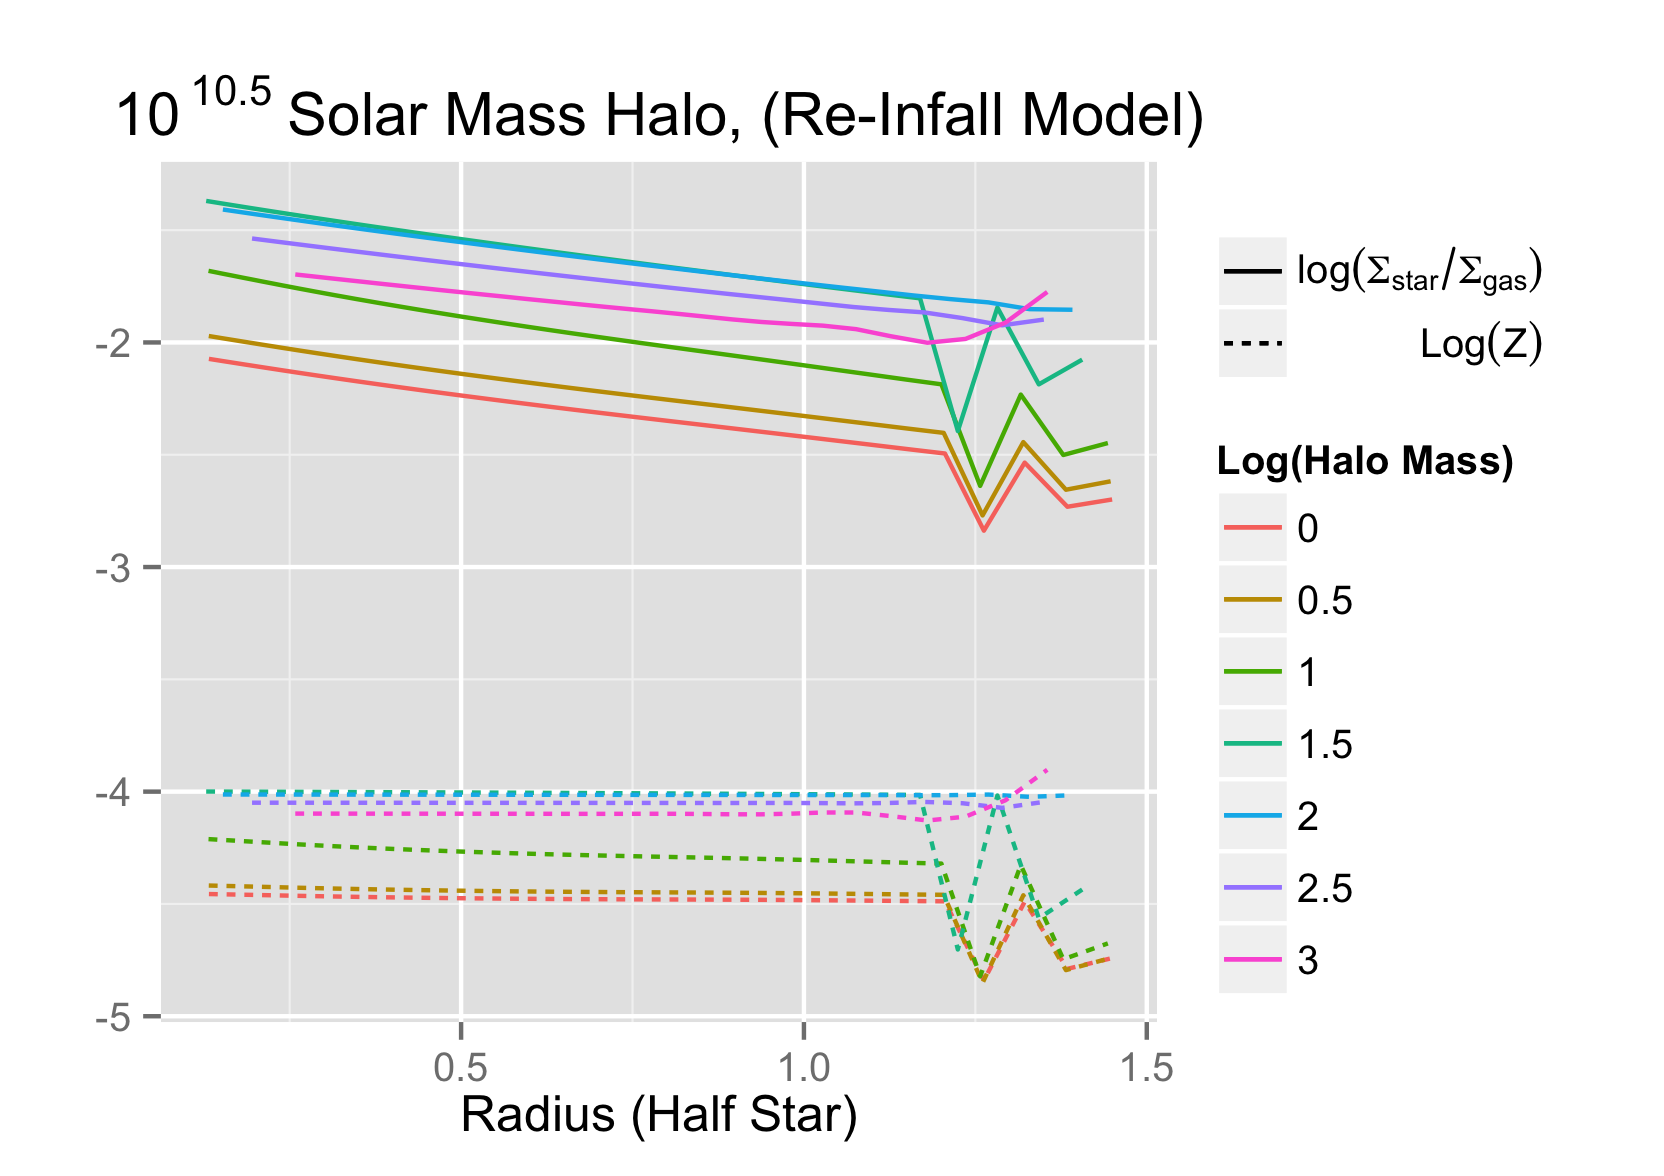 10^10.5 Solar Mass Halo, (Re-Infall Model)
-2
-3
-4
-5
0.5 1.0 1.5
Radius (Half Star)
log(Σstar/Σgas)
Log(Z)
Log(Halo Mass)
0
0.5
1
1.5
2
2.5
3